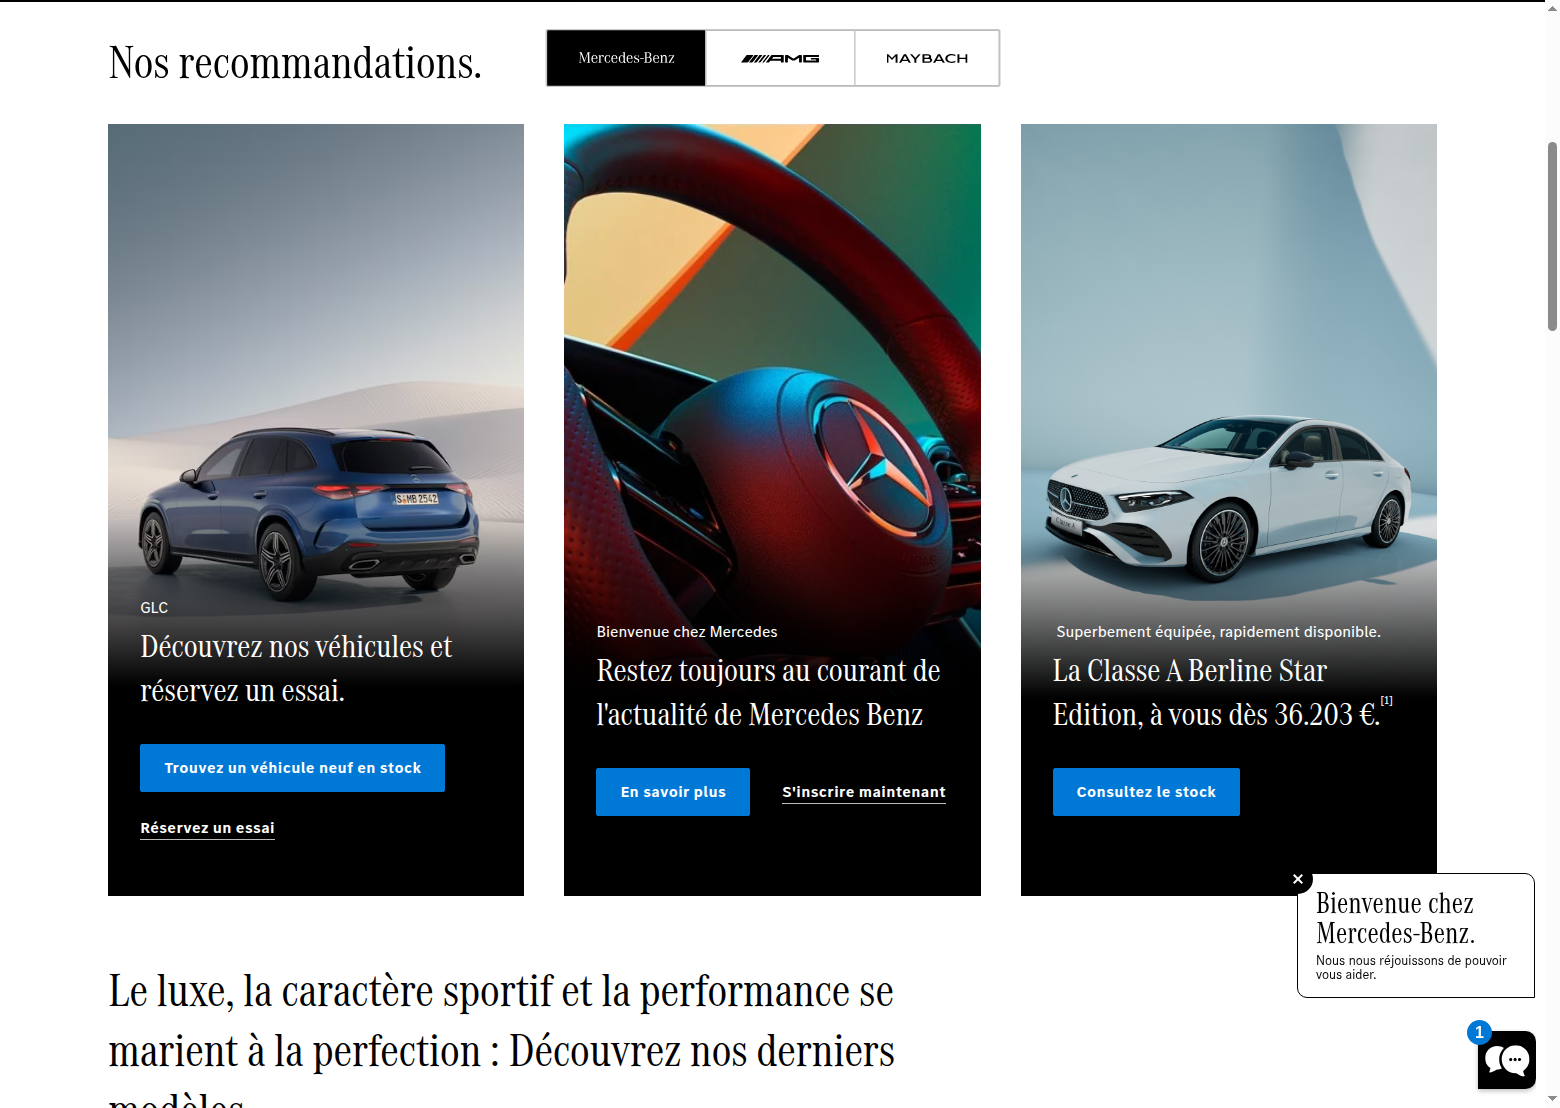 Nos recommandations.
Mercedes-Benz
AMG
MAYBACH
S MB 2542
GLC
Découvrez nos véhicules et
réservez un essai.
Trouvez un véhicule neuf en stock
Réservez un essai
Bienvenue chez Mercedes
Restez toujours au courant de
l'actualité de Mercedes Benz
En savoir plus
S'inscrire maintenant
Classe A
Superbement équipée, rapidement disponible.
La Classe A Berline Star
Edition, à vous dès 36.203 €.[1]
Consultez le stock
Bienvenue chez
Mercedes-Benz.
Nous nous réjouissons de pouvoir
vous aider.
1
Le luxe, la caractère sportif et la performance se
marient à la perfection : Découvrez nos derniers
modèles